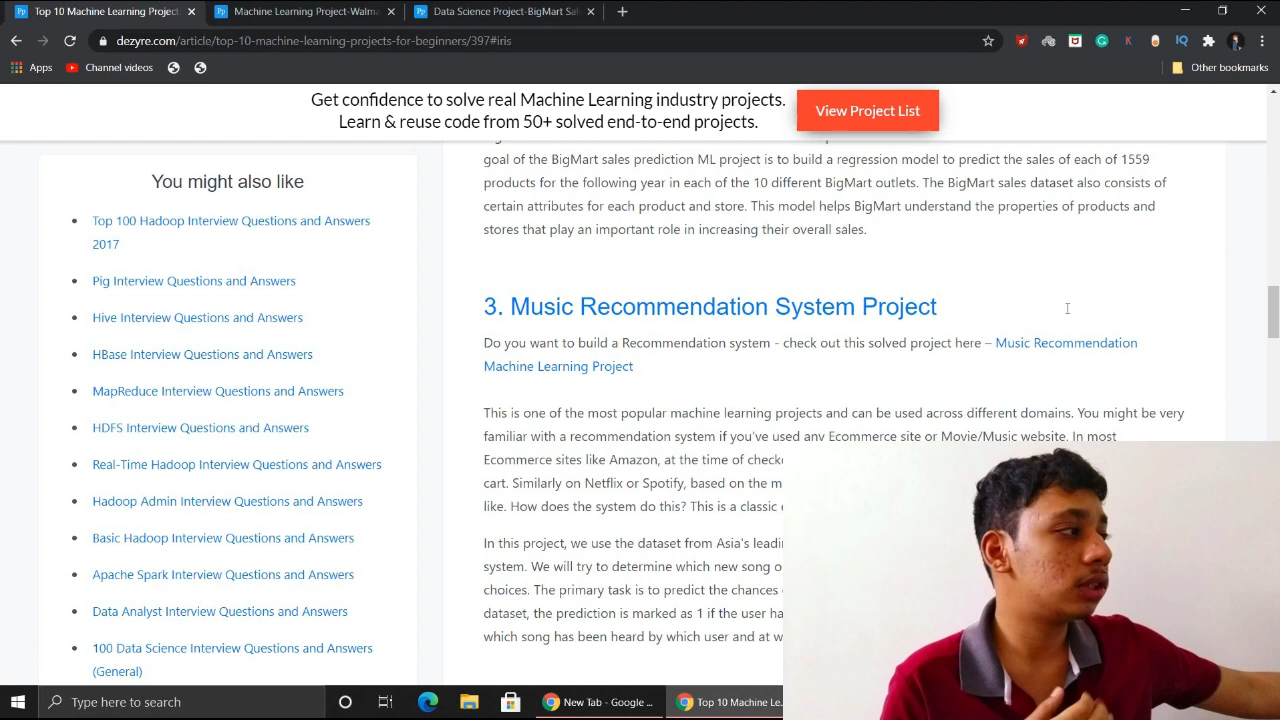 Top 10 Machine Learning Project
Machine Learning Project-Walma
Data Science Project-BigMart Sal
dezyre.com/article/top-10-machine-learning-projects-for-beginners/397#iris
Apps
Channel videos
Other bookmarks
Get confidence to solve real Machine Learning industry projects.
Learn & reuse code from 50+ solved end-to-end projects.
View Project List
You might also like
Top 100 Hadoop Interview Questions and Answers
2017
Pig Interview Questions and Answers
Hive Interview Questions and Answers
HBase Interview Questions and Answers
MapReduce Interview Questions and Answers
HDFS Interview Questions and Answers
Real-Time Hadoop Interview Questions and Answers
Hadoop Admin Interview Questions and Answers
Basic Hadoop Interview Questions and Answers
Apache Spark Interview Questions and Answers
Data Analyst Interview Questions and Answers
100 Data Science Interview Questions and Answers
(General)
goal of the BigMart sales prediction ML project is to build a regression model to predict the sales of each of 1559
products for the following year in each of the 10 different BigMart outlets. The BigMart sales dataset also consists of
certain attributes for each product and store. This model helps BigMart understand the properties of products and
stores that play an important role in increasing their overall sales.
3. Music Recommendation System Project
Do you want to build a Recommendation system - check out this solved project here – Music Recommendation
Machine Learning Project
This is one of the most popular machine learning projects and can be used across different domains. You might be very
familiar with a recommendation system if you've used any Ecommerce site or Movie/Music website. In most
Ecommerce sites like Amazon, at the time of checko
cart. Similarly on Netflix or Spotify, based on the m
like. How does the system do this? This is a classic
In this project, we use the dataset from Asia's leadi
system. We will try to determine which new song o
choices. The primary task is to predict the chances
dataset, the prediction is marked as 1 if the user ha
which song has been heard by which user and at w
Type here to search
New Tab - Google ...
Top 10 Machine Le...